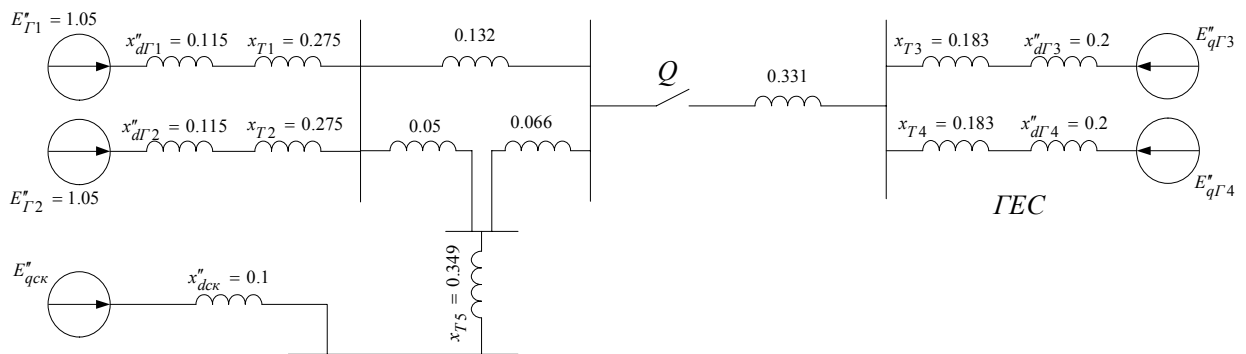 E″Г1 = 1.05
x″dГ1 = 0.115
xT1 = 0.275
0.132
Q
0.331
xT3 = 0.183
x″dГ3 = 0.2
E″qГ3
x″dГ2 = 0.115
xT2 = 0.275
0.05
0.066
xT4 = 0.183
x″dГ4 = 0.2
E″qГ4
E″Г2 = 1.05
ГЕС
E″qск
x″dск = 0.1
xT5 = 0.349